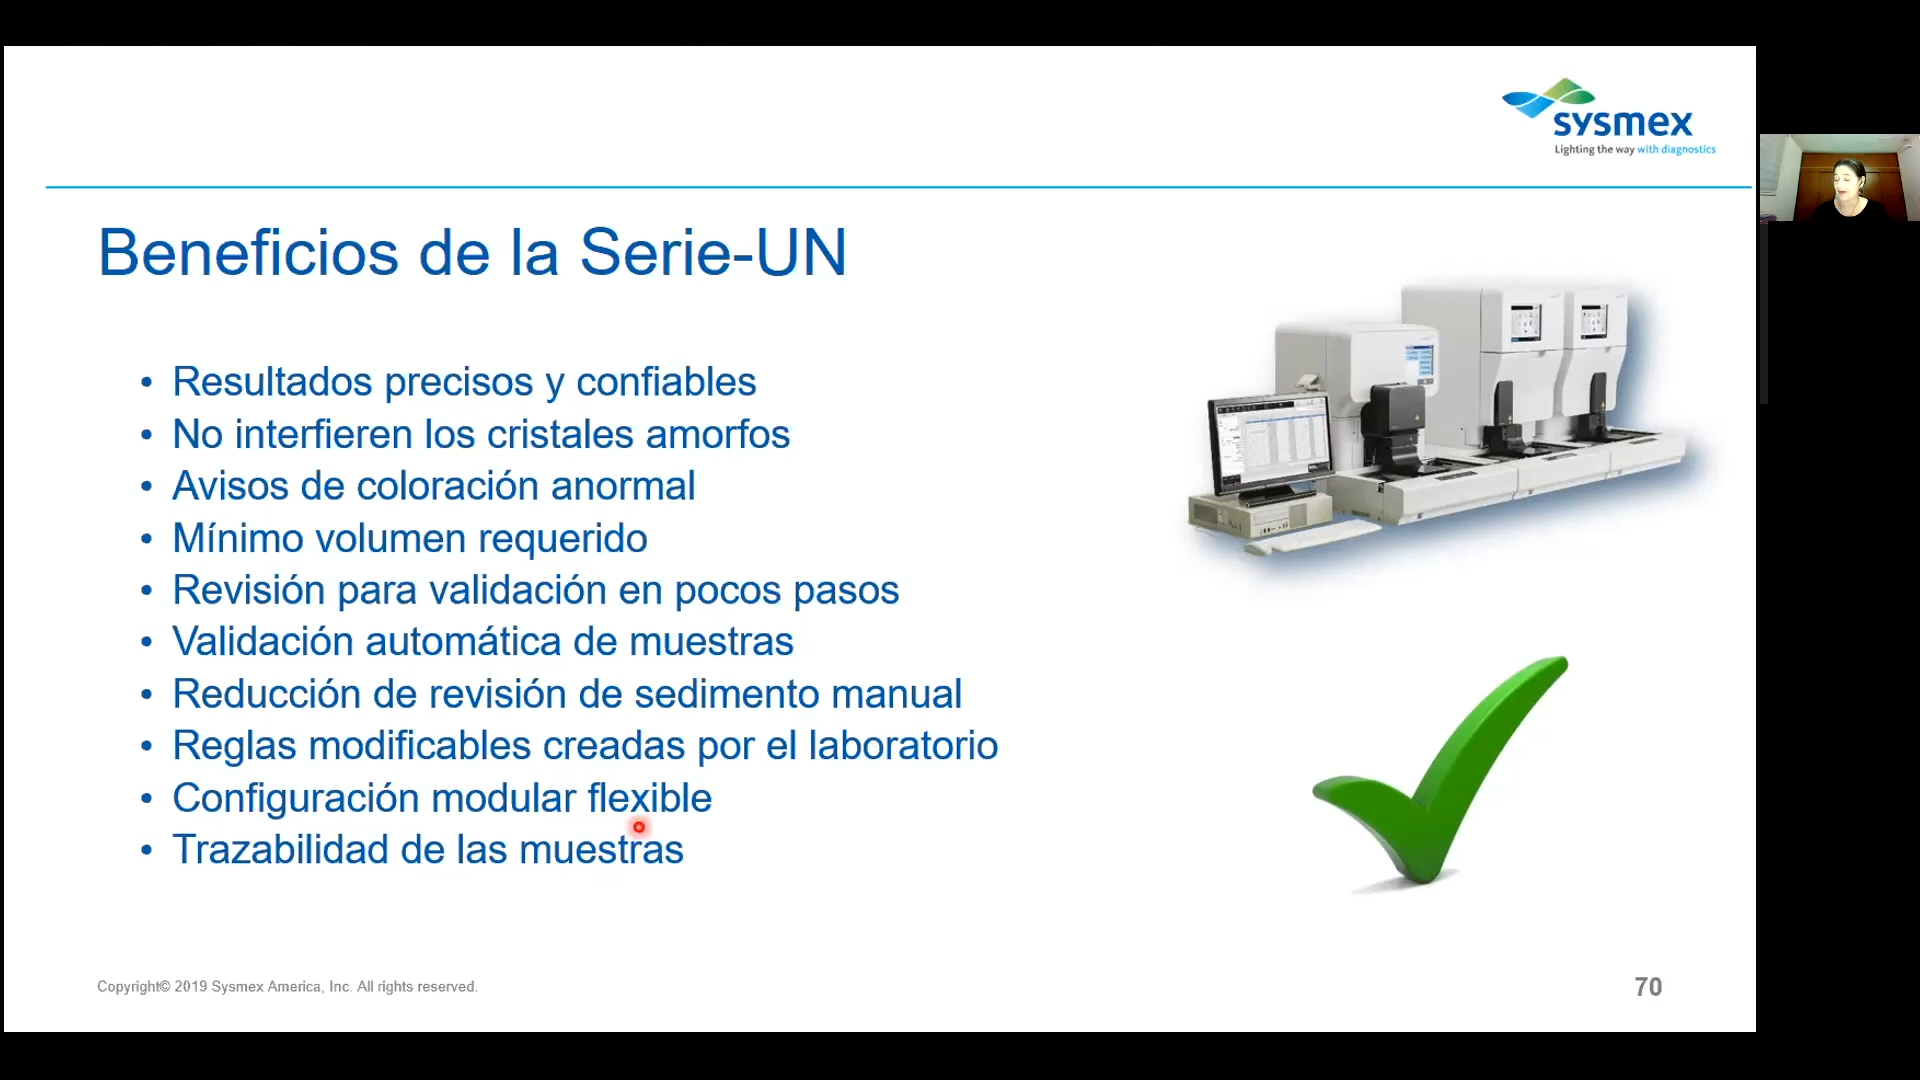 sysmex
Lighting the way with diagnostics
Beneficios de la Serie-UN
• Resultados precisos y confiables
• No interfieren los cristales amorfos
• Avisos de coloración anormal
• Mínimo volumen requerido
• Revisión para validación en pocos pasos
• Validación automática de muestras
• Reducción de revisión de sedimento manual
• Reglas modificables creadas por el laboratorio
• Configuración modular flexible
• Trazabilidad de las muestras
Copyright© 2019 Sysmex America, Inc. All rights reserved.
70